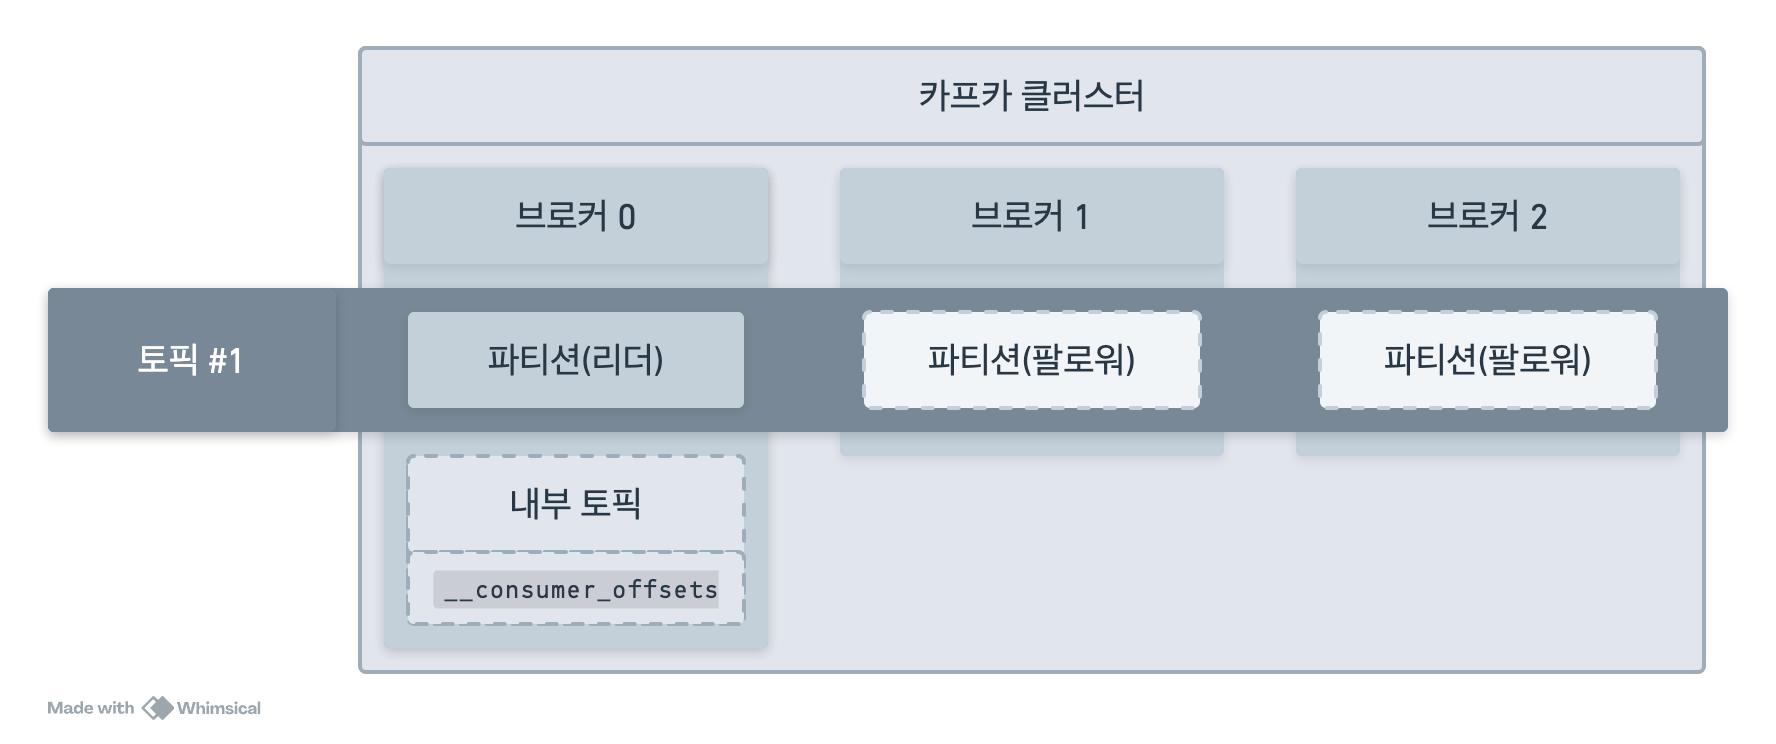 카프카 클러스터
브로커 0
브로커 1
브로커 2
토픽 #1
파티션(리더)
파티션(팔로워)
파티션(팔로워)
내부 토픽
__consumer_offsets
Made with Whimsical